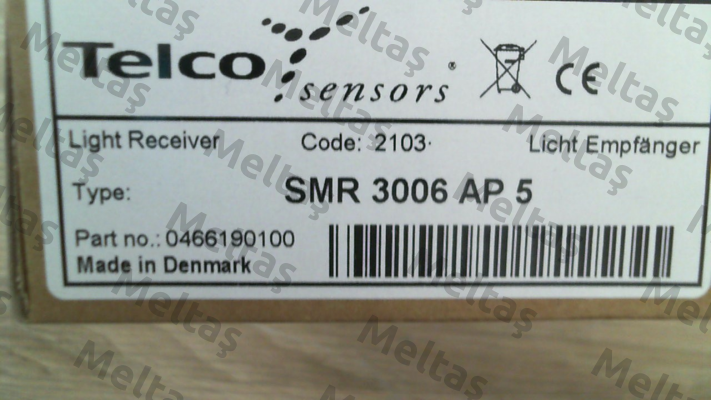 Telco
sensors®
CE
Light Receiver Code: 2103 Licht Empfänger
Type: SMR 3006 AP 5
Part no.: 0466190100
Made in Denmark
Meltaş